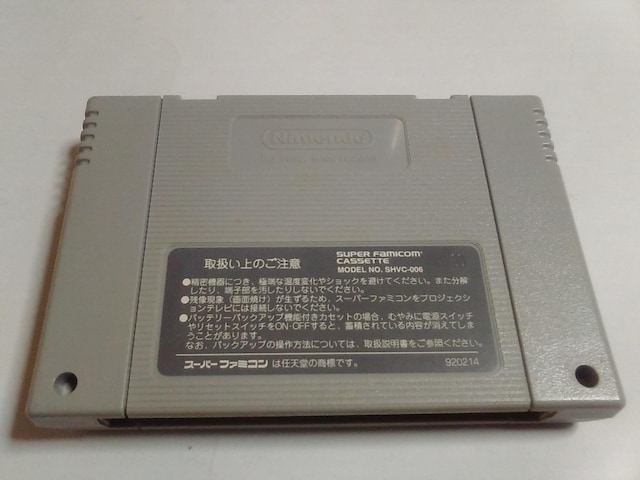 Nintendo
取扱い上のご注意
SUPER FAMICOM
CASSETTE
MODEL NO. SHVC-006
●精密機器につき、極端な温度変化やショックを避けてください。また分解
したり、端子部を汚したりしないでください。
●残像現象(画面焼け)が生ずるため、スーパーファミコンをプロジェクシ
ョンテレビには接続しないでください。
●バッテリーバックアップ機能付きカセットの場合、むやみに電源スイッチ
やリセットスイッチをON・OFFすると、蓄積されている内容が消えてしま
うことがあります。
なお、バックアップの操作方法については、取扱説明書をご参照ください。
スーパーファミコンは任天堂の商標です。
920214